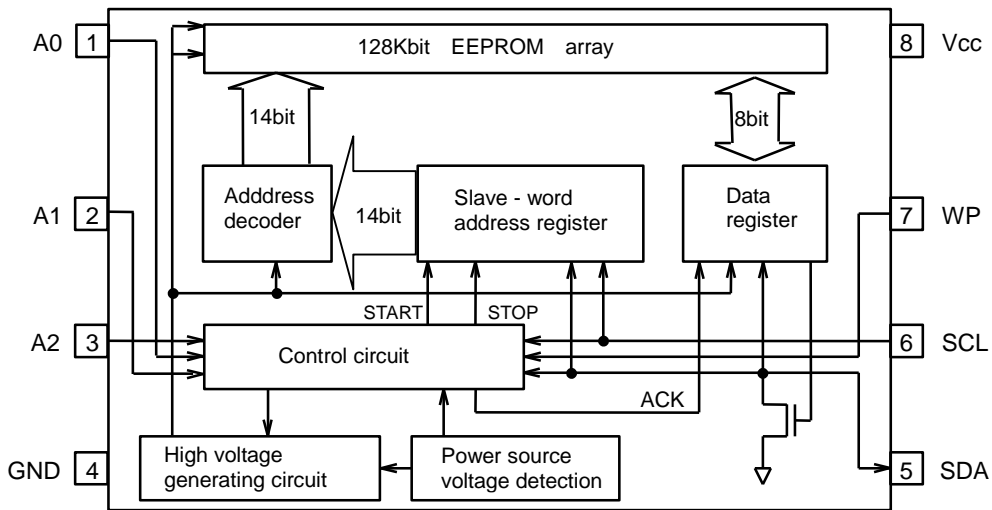 A0 1
128Kbit EEPROM array
8 Vcc
14bit
8bit
A1 2
Adddress
decoder
14bit
Slave - word
address register
Data
register
7 WP
START
STOP
A2 3
Control circuit
6 SCL
ACK
GND 4
High voltage
generating circuit
Power source
voltage detection
5 SDA